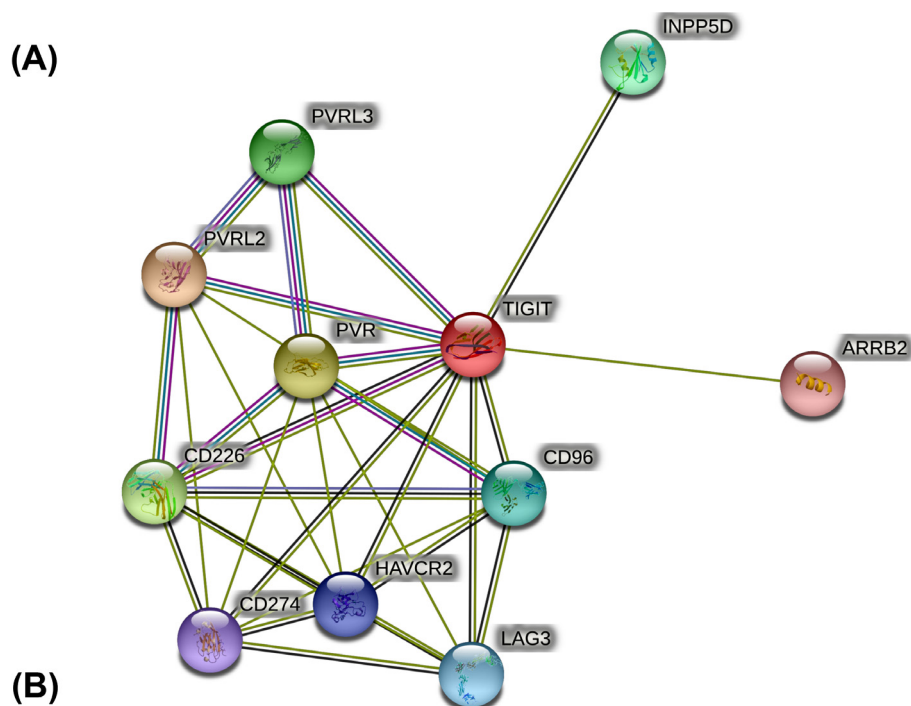 (A)
INPP5D
PVRL3
PVRL2
TIGIT
PVR
ARRB2
CD226
CD96
HAVCR2
CD274
LAG3
(B)